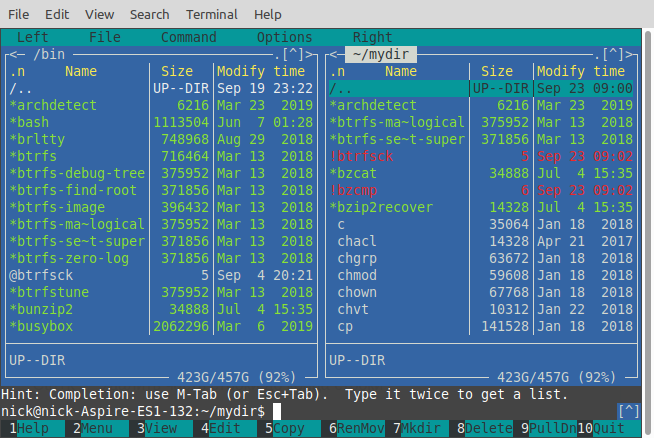 File Edit View Search Terminal Help
Left File Command Options Right
<— /bin .[^]> <— ~/mydir .[^]>
.n Name Size Modify time .n Name Size Modify time
/.. UP--DIR Sep 19 23:22 /.. UP--DIR Sep 23 09:00
*archdetect 6216 Mar 23 2019 *archdetect 6216 Mar 23 2019
*bash 1113504 Jun 7 01:28 *btrfs-ma~logical 375952 Mar 13 2018
*brltty 748968 Aug 29 2018 *btrfs-se~t-super 371856 Mar 13 2018
*btrfs 716464 Mar 13 2018 !btrfsck 5 Sep 23 09:02
*btrfs-debug-tree 375952 Mar 13 2018 *bzcat 34888 Jul 4 15:35
*btrfs-find-root 371856 Mar 13 2018 !bzcmp 6 Sep 23 09:02
*btrfs-image 396432 Mar 13 2018 *bzip2recover 14328 Jul 4 15:35
*btrfs-ma~logical 375952 Mar 13 2018 c 35064 Jan 18 2018
*btrfs-se~t-super 371856 Mar 13 2018 chacl 14328 Apr 21 2017
*btrfs-zero-log 371856 Mar 13 2018 chgrp 63672 Jan 18 2018
@btrfsck 5 Sep 4 20:21 chmod 59608 Jan 18 2018
*btrfstune 375952 Mar 13 2018 chown 67768 Jan 18 2018
*bunzip2 34888 Jul 4 15:35 chvt 10312 Jan 22 2018
*busybox 2062296 Mar 6 2019 cp 141528 Jan 18 2018
UP--DIR UP--DIR
423G/457G (92%) 423G/457G (92%)
Hint: Completion: use M-Tab (or Esc+Tab). Type it twice to get a list.
nick@nick-Aspire-ES1-132:~/mydir$ [^]
1Help 2Menu 3View 4Edit 5Copy 6RenMov 7Mkdir 8Delete 9PullDn 10Quit